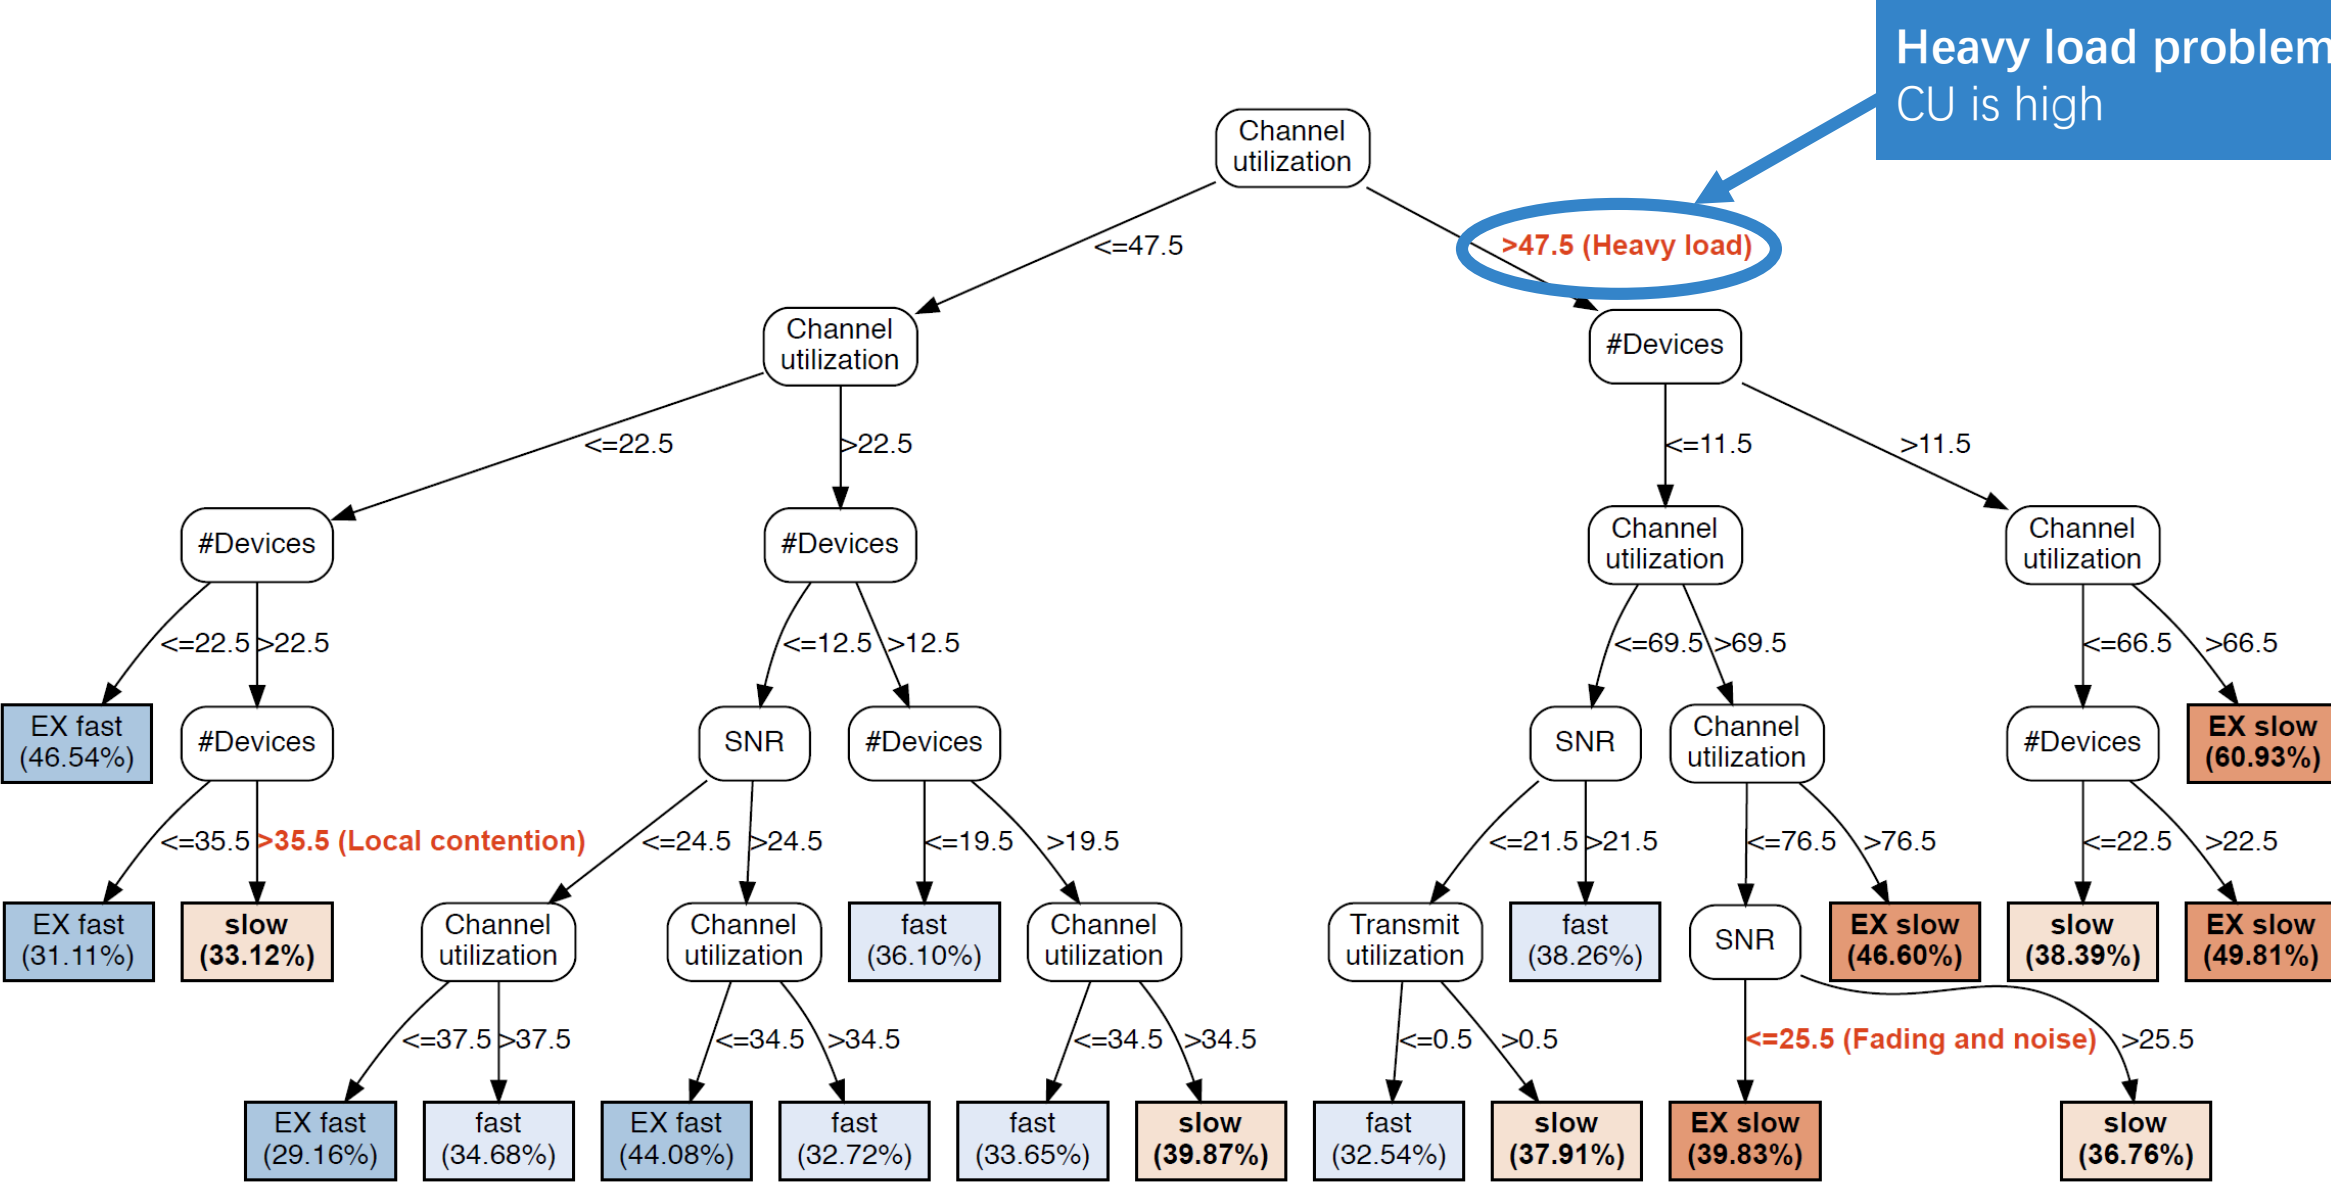 Heavy load problem
CU is high
Channel
utilization
<=47.5
>47.5 (Heavy load)
Channel
utilization
#Devices
<=22.5
>22.5
<=11.5
>11.5
#Devices
#Devices
Channel
utilization
Channel
utilization
<=22.5
>22.5
<=12.5
>12.5
<=69.5
>69.5
<=66.5
>66.5
EX fast
(46.54%)
#Devices
SNR
#Devices
SNR
Channel
utilization
#Devices
EX slow
(60.93%)
<=35.5
>35.5 (Local contention)
<=24.5
>24.5
<=19.5
>19.5
<=21.5
>21.5
<=76.5
>76.5
<=22.5
>22.5
EX fast
(31.11%)
slow
(33.12%)
Channel
utilization
Channel
utilization
fast
(36.10%)
Channel
utilization
Transmit
utilization
fast
(38.26%)
SNR
EX slow
(46.60%)
slow
(38.39%)
EX slow
(49.81%)
<=37.5
>37.5
<=34.5
>34.5
<=34.5
>34.5
<=0.5
>0.5
<=25.5 (Fading and noise)
>25.5
EX fast
(29.16%)
fast
(34.68%)
EX fast
(44.08%)
fast
(32.72%)
fast
(33.65%)
slow
(39.87%)
fast
(32.54%)
slow
(37.91%)
EX slow
(39.83%)
slow
(36.76%)